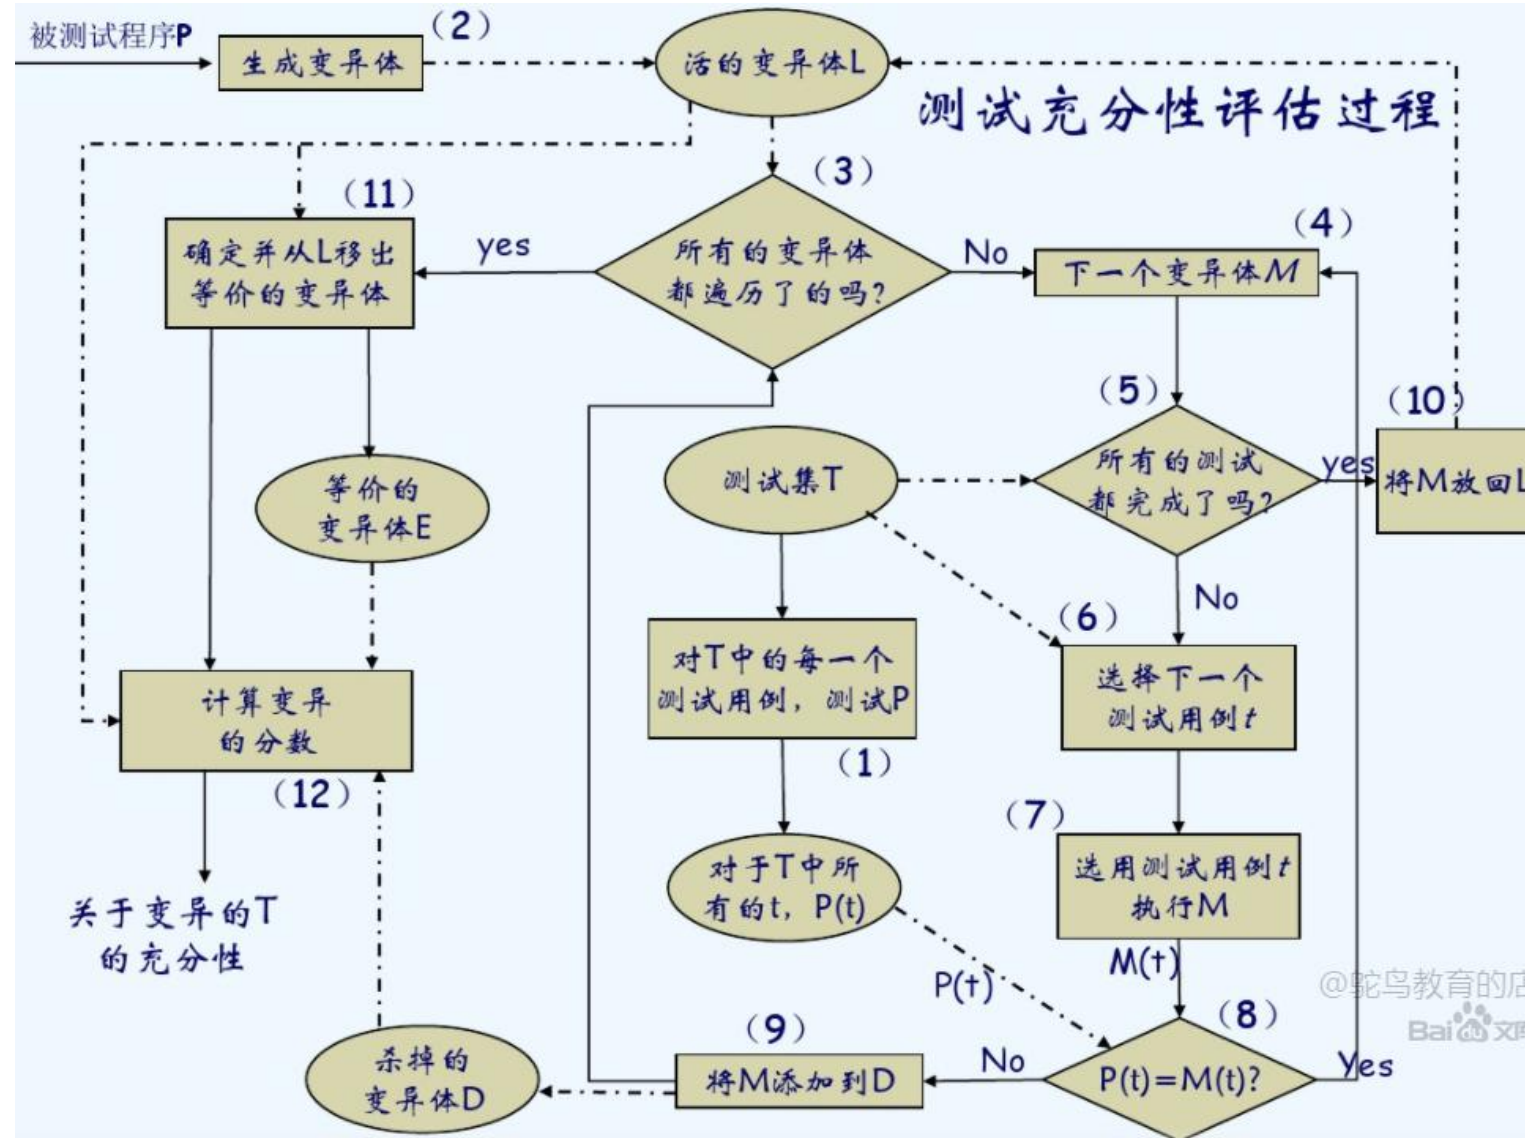 被测试程序P
(2)
生成变异体
活的变异体L
测试充分性评估过程
(3)
(11)
(4)
确定并从L移出
等价的变异体
yes
所有的变异体
都遍历了的吗?
No
下一个变异体M
(5)
(10)
测试集T
所有的测试
都完成了吗?
yes
将M放回L
等价的
变异体E
No
(6)
对T中的每一个
测试用例，测试P
选择下一个
测试用例t
计算变异
的分数
(1)
(12)
(7)
对于T中所
有的t，P(t)
选用测试用例t
执行M
关于变异的T
的充分性
M(t)
P(t)
@鸵鸟教育的店
(9)
(8)
Bai du 文库
杀掉的
变异体D
将M添加到D
No
P(t)=M(t)?
Yes